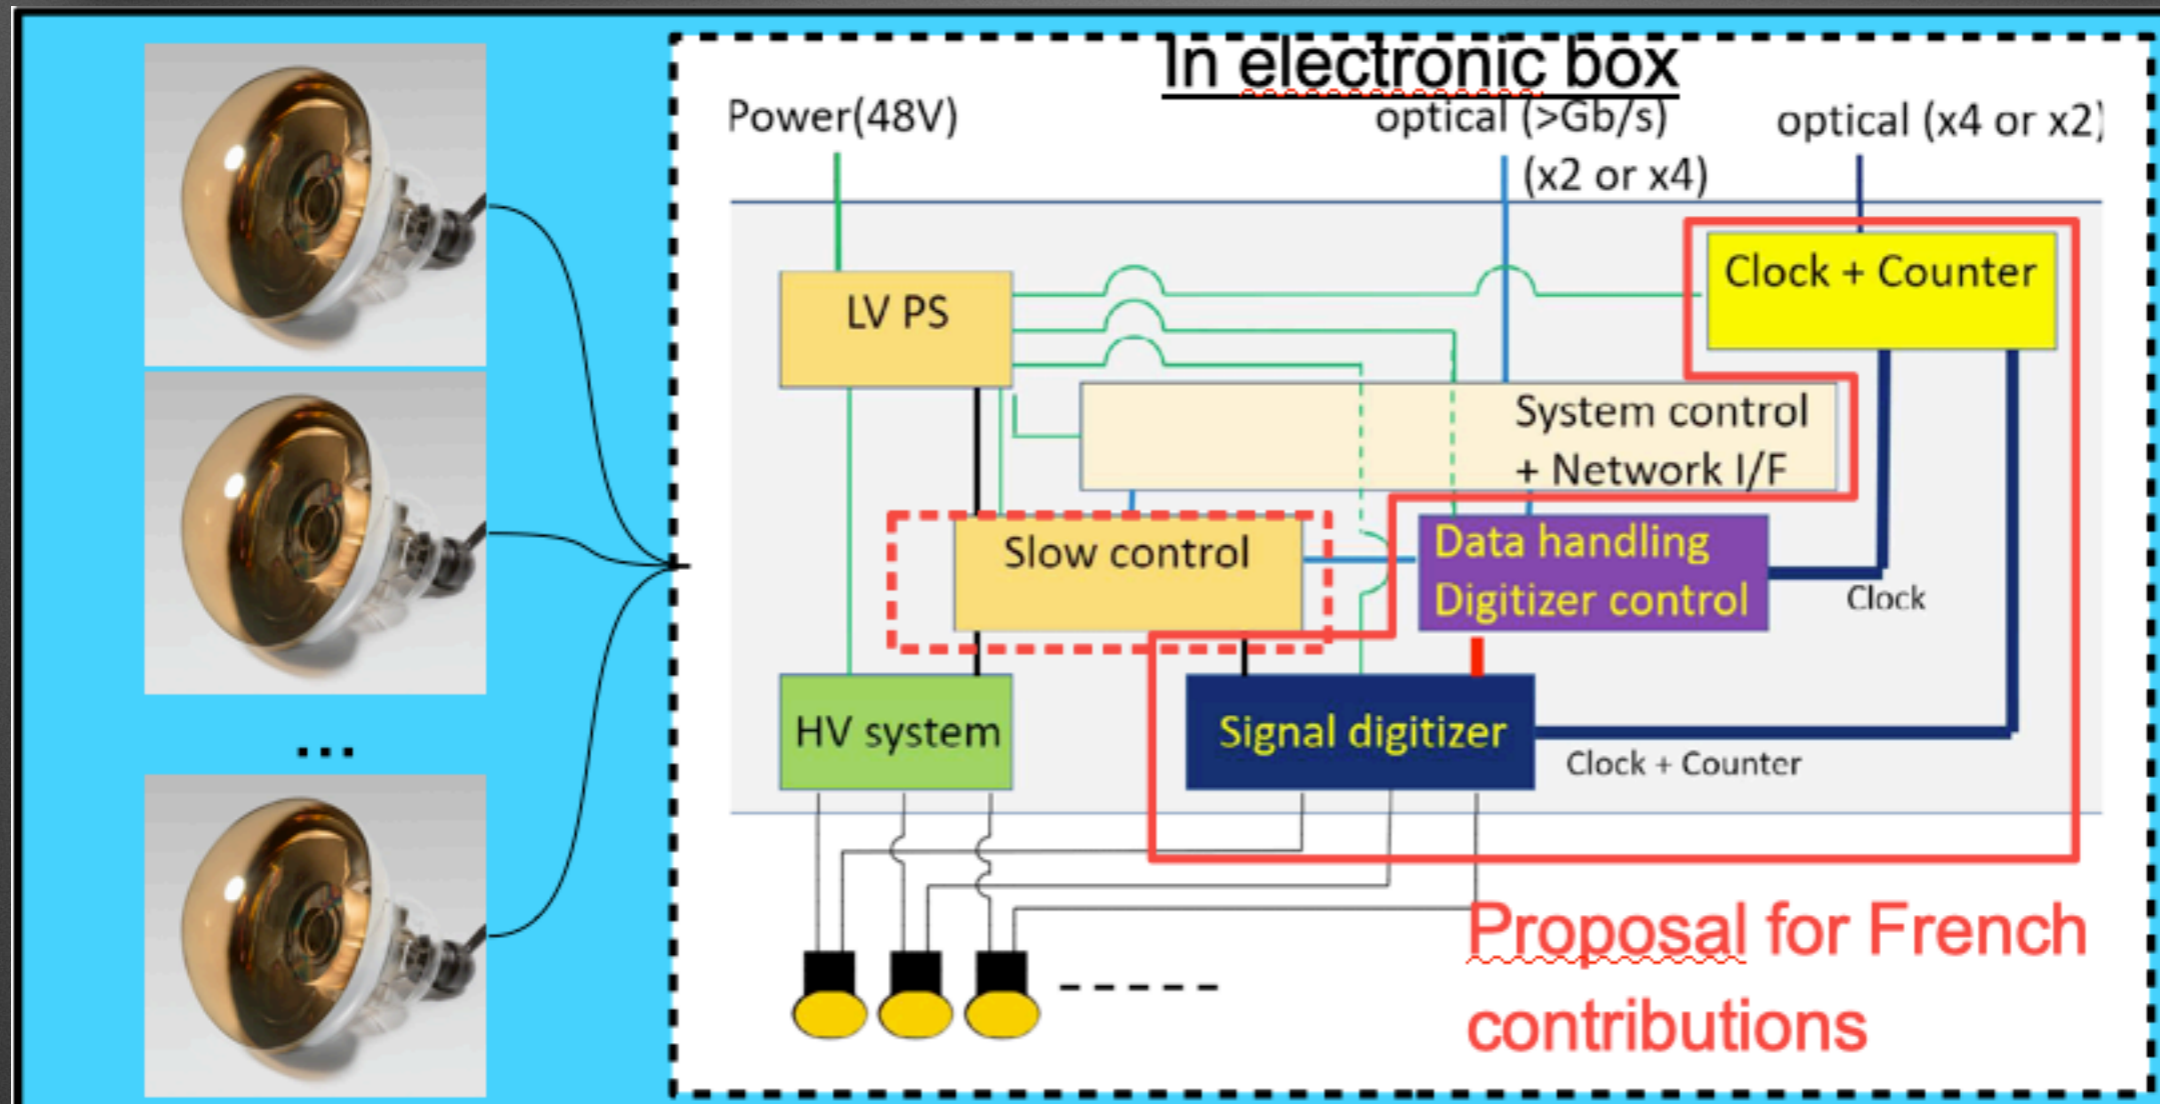 In electronic box
Power(48V)
optical (>Gb/s)
(x2 or x4)
optical (x4 or x2)
Clock + Counter
LV PS
System control
+ Network I/F
Slow control
Data handling
Digitizer control
Clock
HV system
Signal digitizer
Clock + Counter
...
Proposal for French
contributions